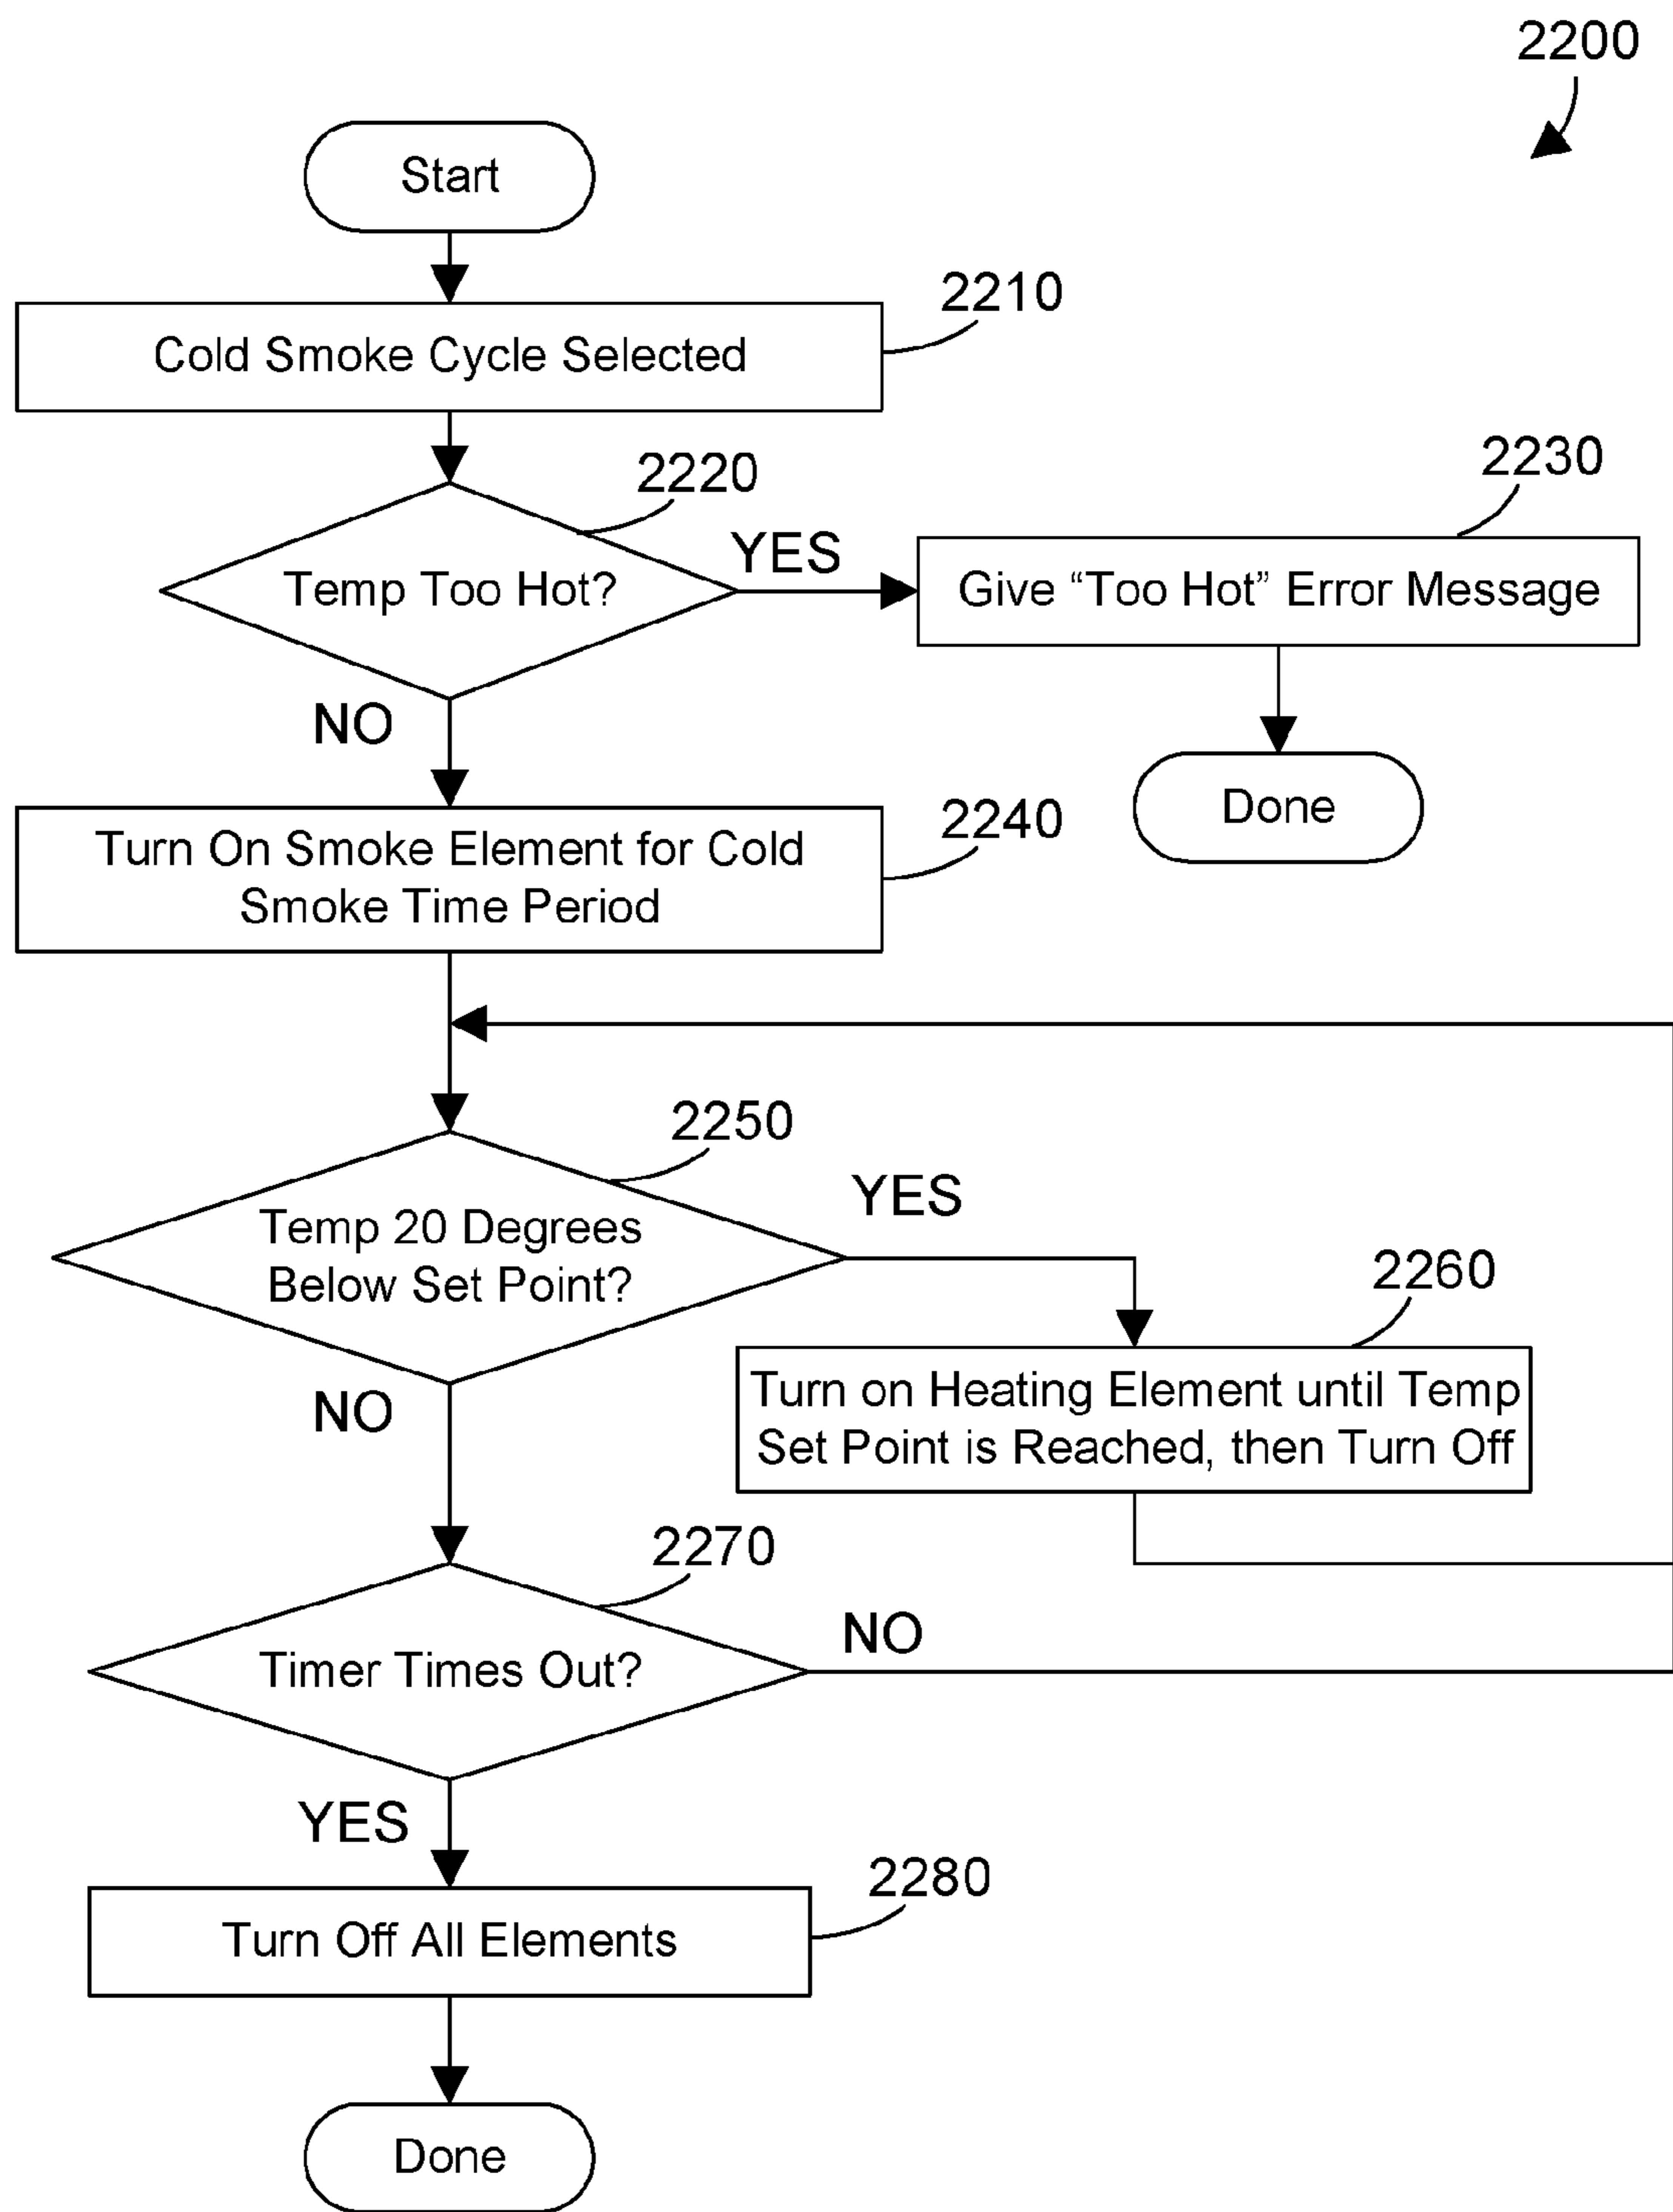 2200
Start
2210
Cold Smoke Cycle Selected
2220
2230
Temp Too Hot?
YES
Give “Too Hot” Error Message
NO
Done
2240
Turn On Smoke Element for Cold
Smoke Time Period
2250
Temp 20 Degrees
Below Set Point?
YES
2260
Turn on Heating Element until Temp
Set Point is Reached, then Turn Off
NO
2270
Timer Times Out?
NO
YES
2280
Turn Off All Elements
Done